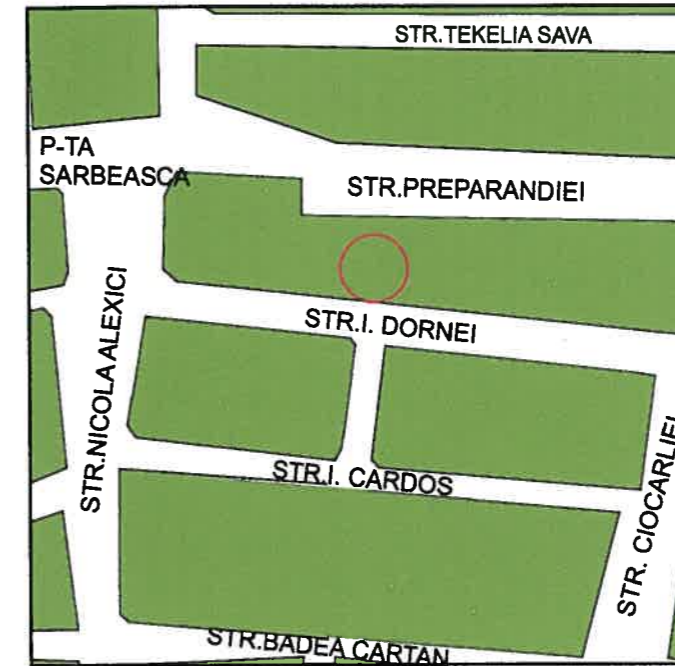 STR.TEKELIA SAVA
P-TA
SARBEASCA
STR.PREPARANDIEI
STR.NICOLA ALEXICI
STR.I. DORNEI
STR.I. CARDOS
STR. CIOCARLIEI
STR.BADEA CARTAN